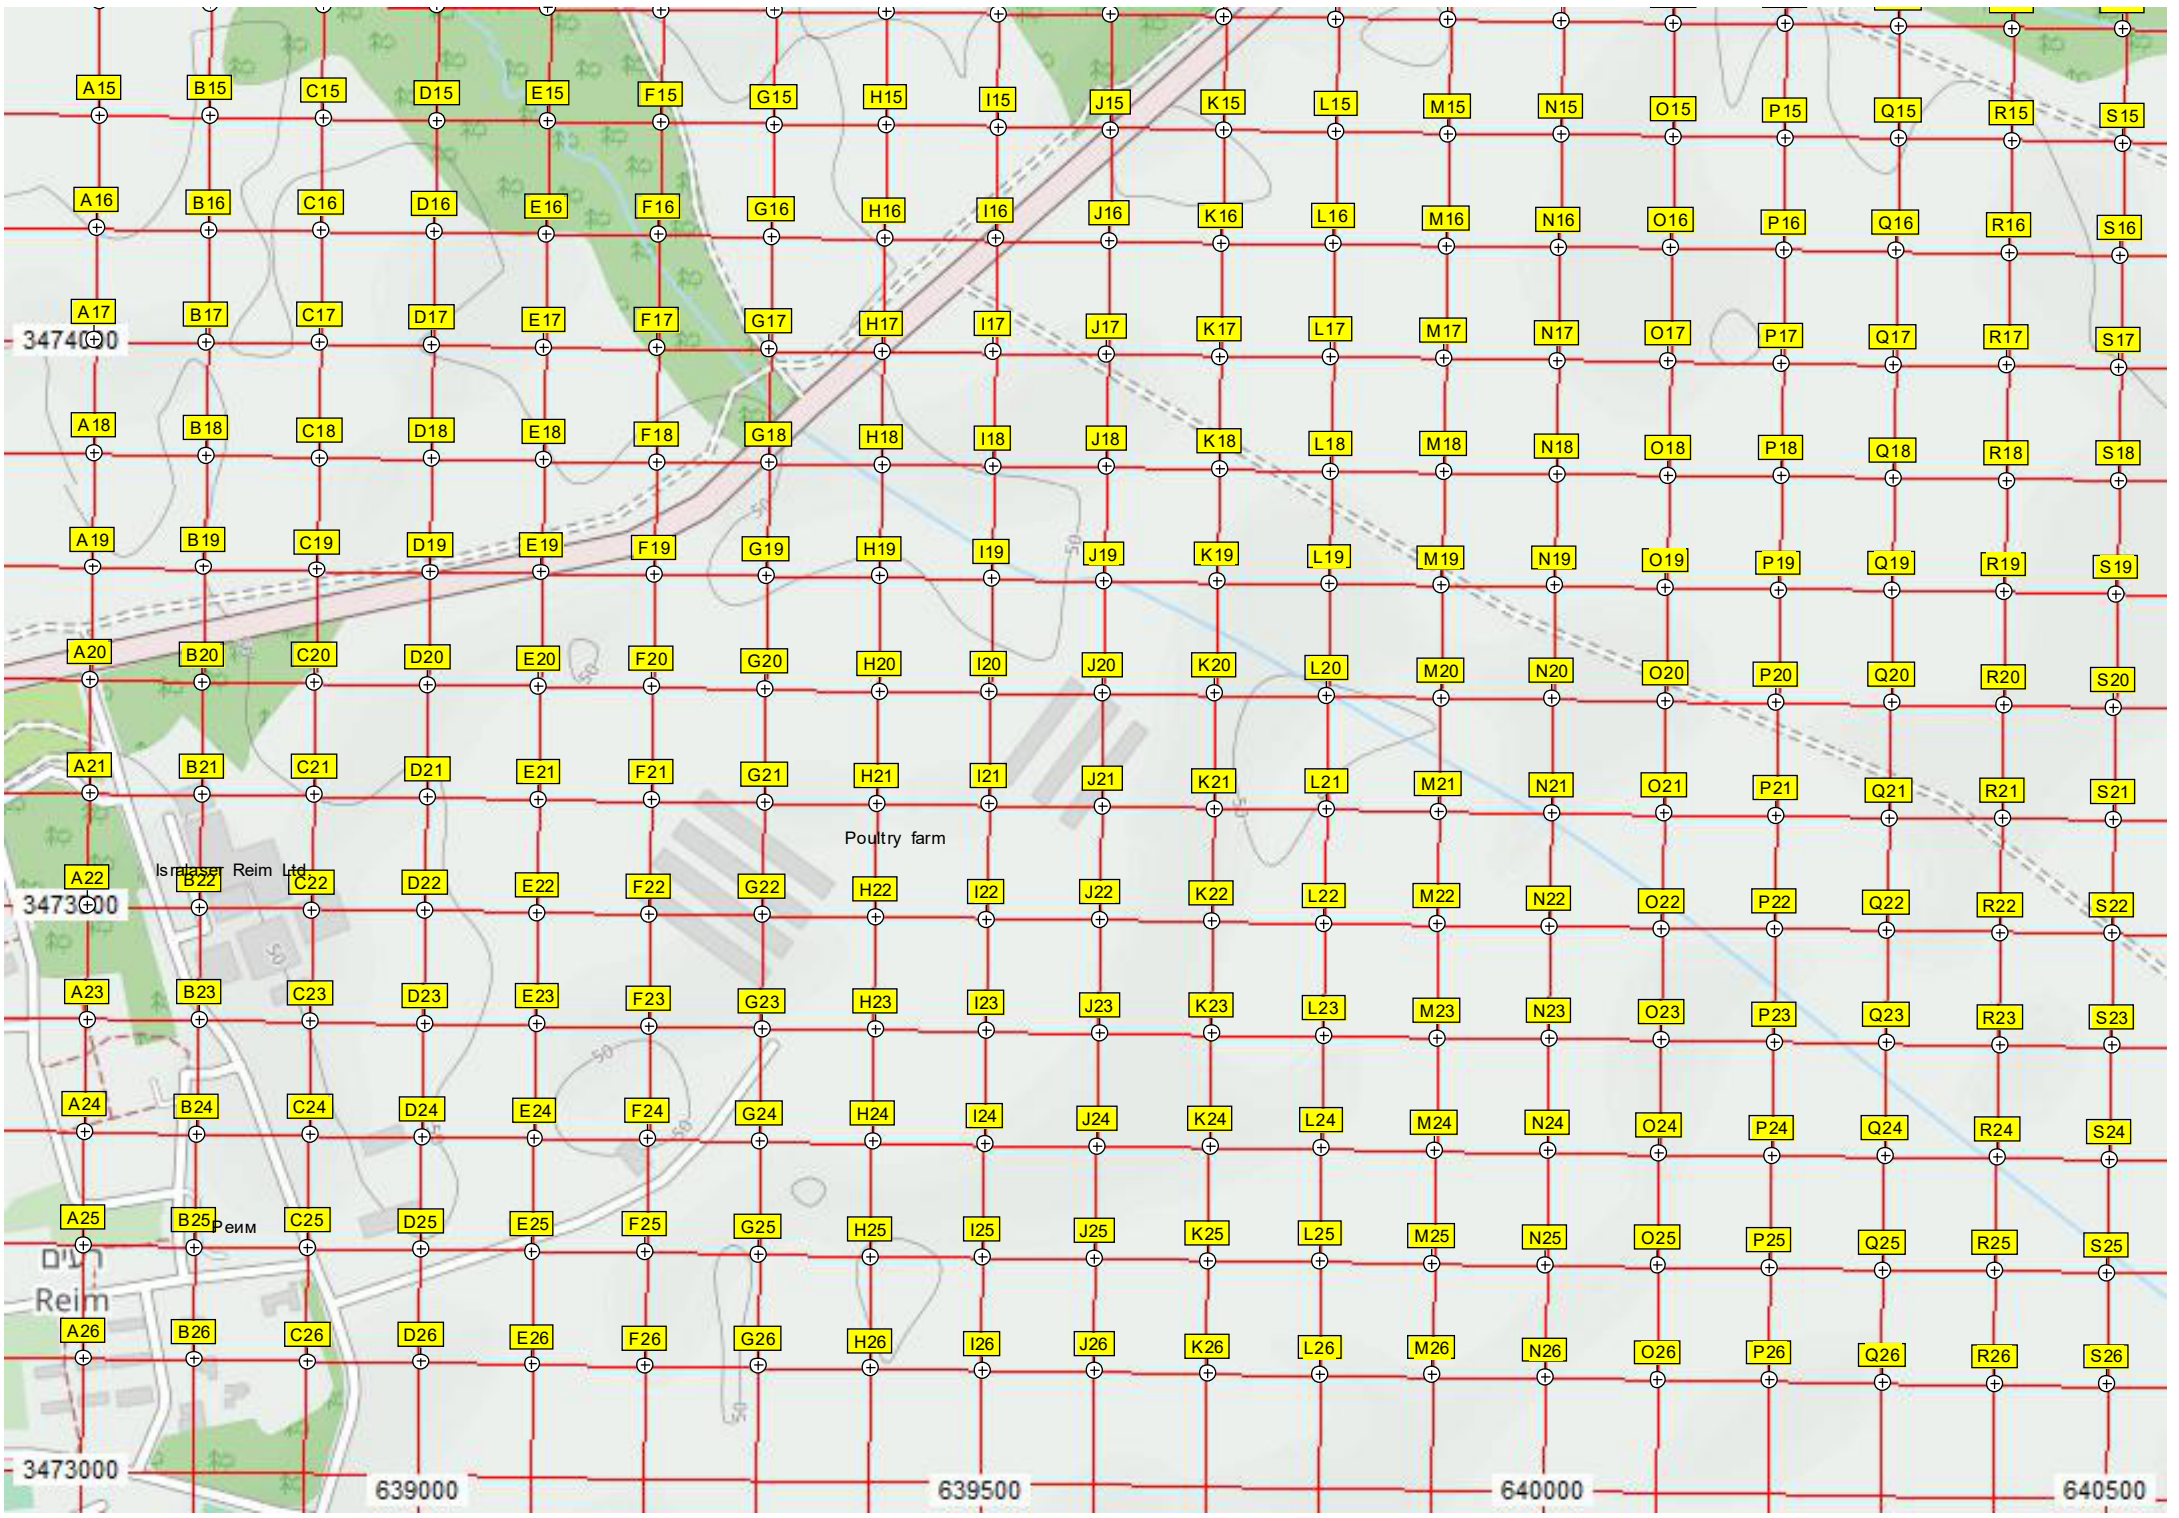 A15 B15 C15 D15 E15 F15 G15 H15 I15 J15 K15 L15 M15 N15 O15 P15 Q15 R15 S15
A16 B16 C16 D16 E16 F16 G16 H16 I16 J16 K16 L16 M16 N16 O16 P16 Q16 R16 S16
A17 B17 C17 D17 E17 F17 G17 H17 I17 J17 K17 L17 M17 N17 O17 P17 Q17 R17 S17
3474000
A18 B18 C18 D18 E18 F18 G18 H18 I18 J18 K18 L18 M18 N18 O18 P18 Q18 R18 S18
50
A19 B19 C19 D19 E19 F19 G19 H19 I19 J19 K19 L19 M19 N19 O19 P19 Q19 R19 S19
50
A20 B20 C20 D20 E20 F20 G20 H20 I20 J20 K20 L20 M20 N20 O20 P20 Q20 R20 S20
50
A21 B21 C21 D21 E21 F21 G21 H21 I21 J21 K21 L21 M21 N21 O21 P21 Q21 R21 S21
50
Poultry farm
Isralaser Reim Ltd.
A22 B22 C22 D22 E22 F22 G22 H22 I22 J22 K22 L22 M22 N22 O22 P22 Q22 R22 S22
50
A23 B23 C23 D23 E23 F23 G23 H23 I23 J23 K23 L23 M23 N23 O23 P23 Q23 R23 S23
50
A24 B24 C24 D24 E24 F24 G24 H24 I24 J24 K24 L24 M24 N24 O24 P24 Q24 R24 S24
50
A25 B25 C25 D25 E25 F25 G25 H25 I25 J25 K25 L25 M25 N25 O25 P25 Q25 R25 S25
Реим
רעים
Reim
A26 B26 C26 D26 E26 F26 G26 H26 I26 J26 K26 L26 M26 N26 O26 P26 Q26 R26 S26
50
3473000
639000 639500 640000 640500